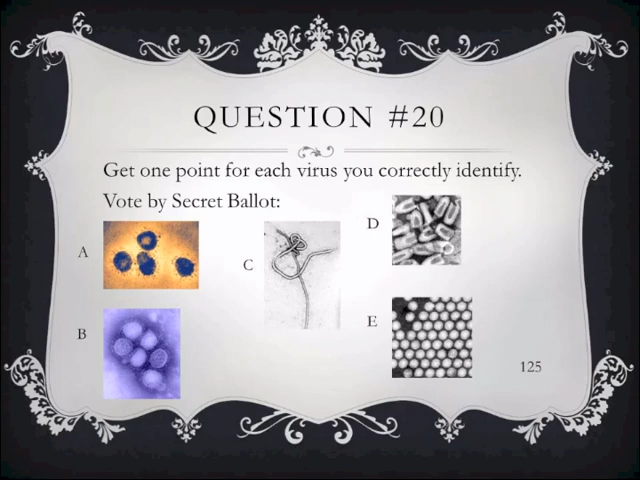 QUESTION #20
Get one point for each virus you correctly identify.
Vote by Secret Ballot:
D
A
C
E
B
125